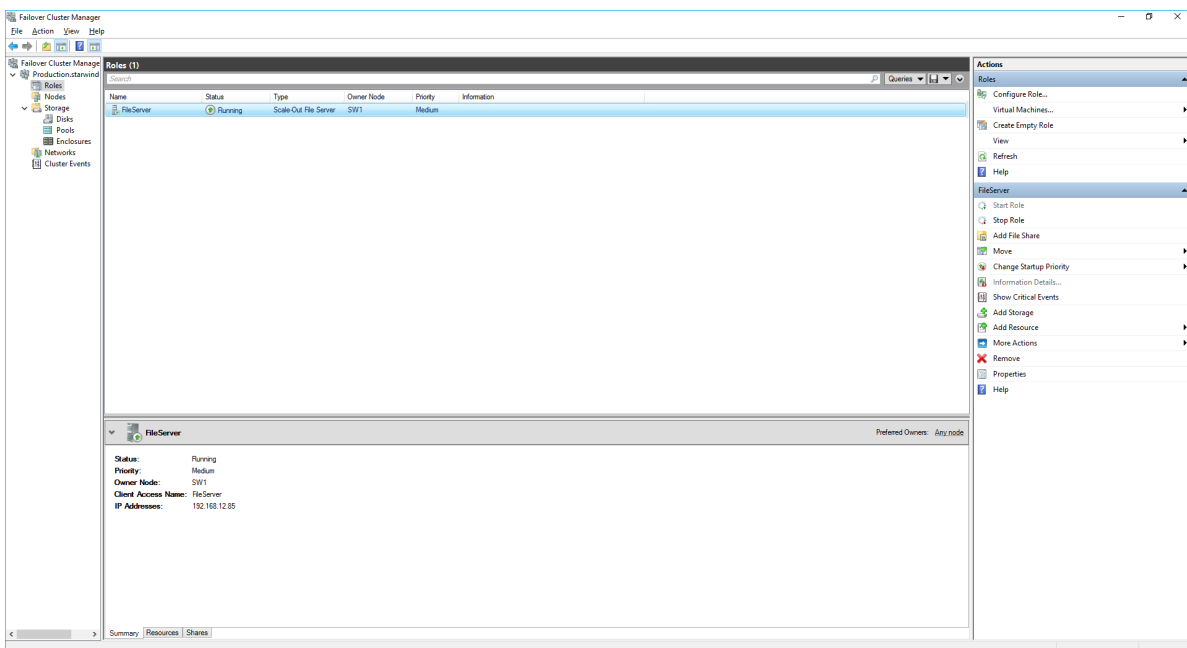 Failover Cluster Manager
File Action View Help
Failover Cluster Manage
Production.starwind
Roles
Nodes
Storage
Disks
Pools
Enclosures
Networks
Cluster Events
Roles (1)
Search
Queries
Name Status Type Owner Node Priority Information
FileServer Running Scale-Out File Server SW1 Medium
FileServer
Preferred Owners: Any node
Status: Running
Priority: Medium
Owner Node: SW1
Client Access Name: FileServer
IP Addresses: 192.168.12.85
Summary Resources Shares
Actions
Roles
Configure Role...
Virtual Machines...
Create Empty Role
View
Refresh
Help
FileServer
Start Role
Stop Role
Add File Share
Move
Change Startup Priority
Information Details...
Show Critical Events
Add Storage
Add Resource
More Actions
Remove
Properties
Help